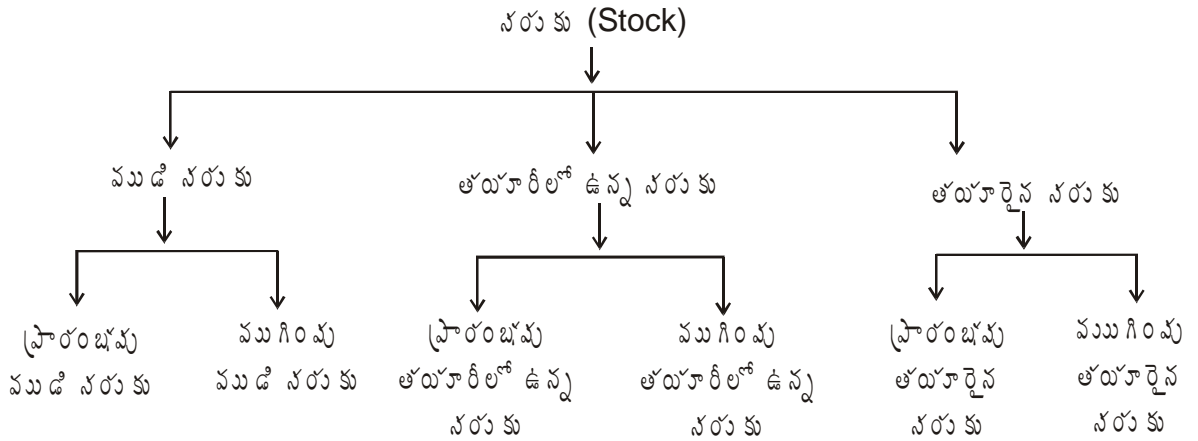 సరుకు (Stock)
ముడి సరుకు
తయారీలో ఉన్న సరుకు
తయారైన సరుకు
ప్రారంభపు
ముడి సరుకు
ముగింపు
ముడి సరుకు
ప్రారంభపు
తయారీలో ఉన్న
సరుకు
ముగింపు
తయారీలో ఉన్న
సరుకు
ప్రారంభపు
తయారైన
సరుకు
ముగింపు
తయారైన
సరుకు